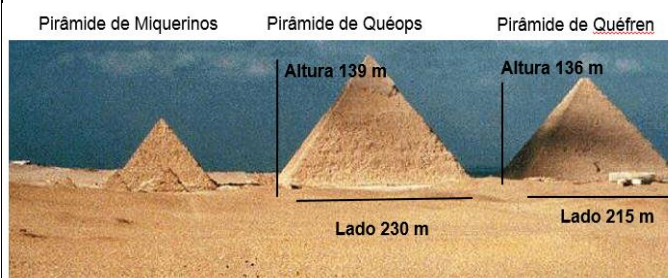 Pirâmide de Miquerinos
Pirâmide de Quéops
Pirâmide de Quéfren
Altura 139 m
Altura 136 m
Lado 230 m
Lado 215 m